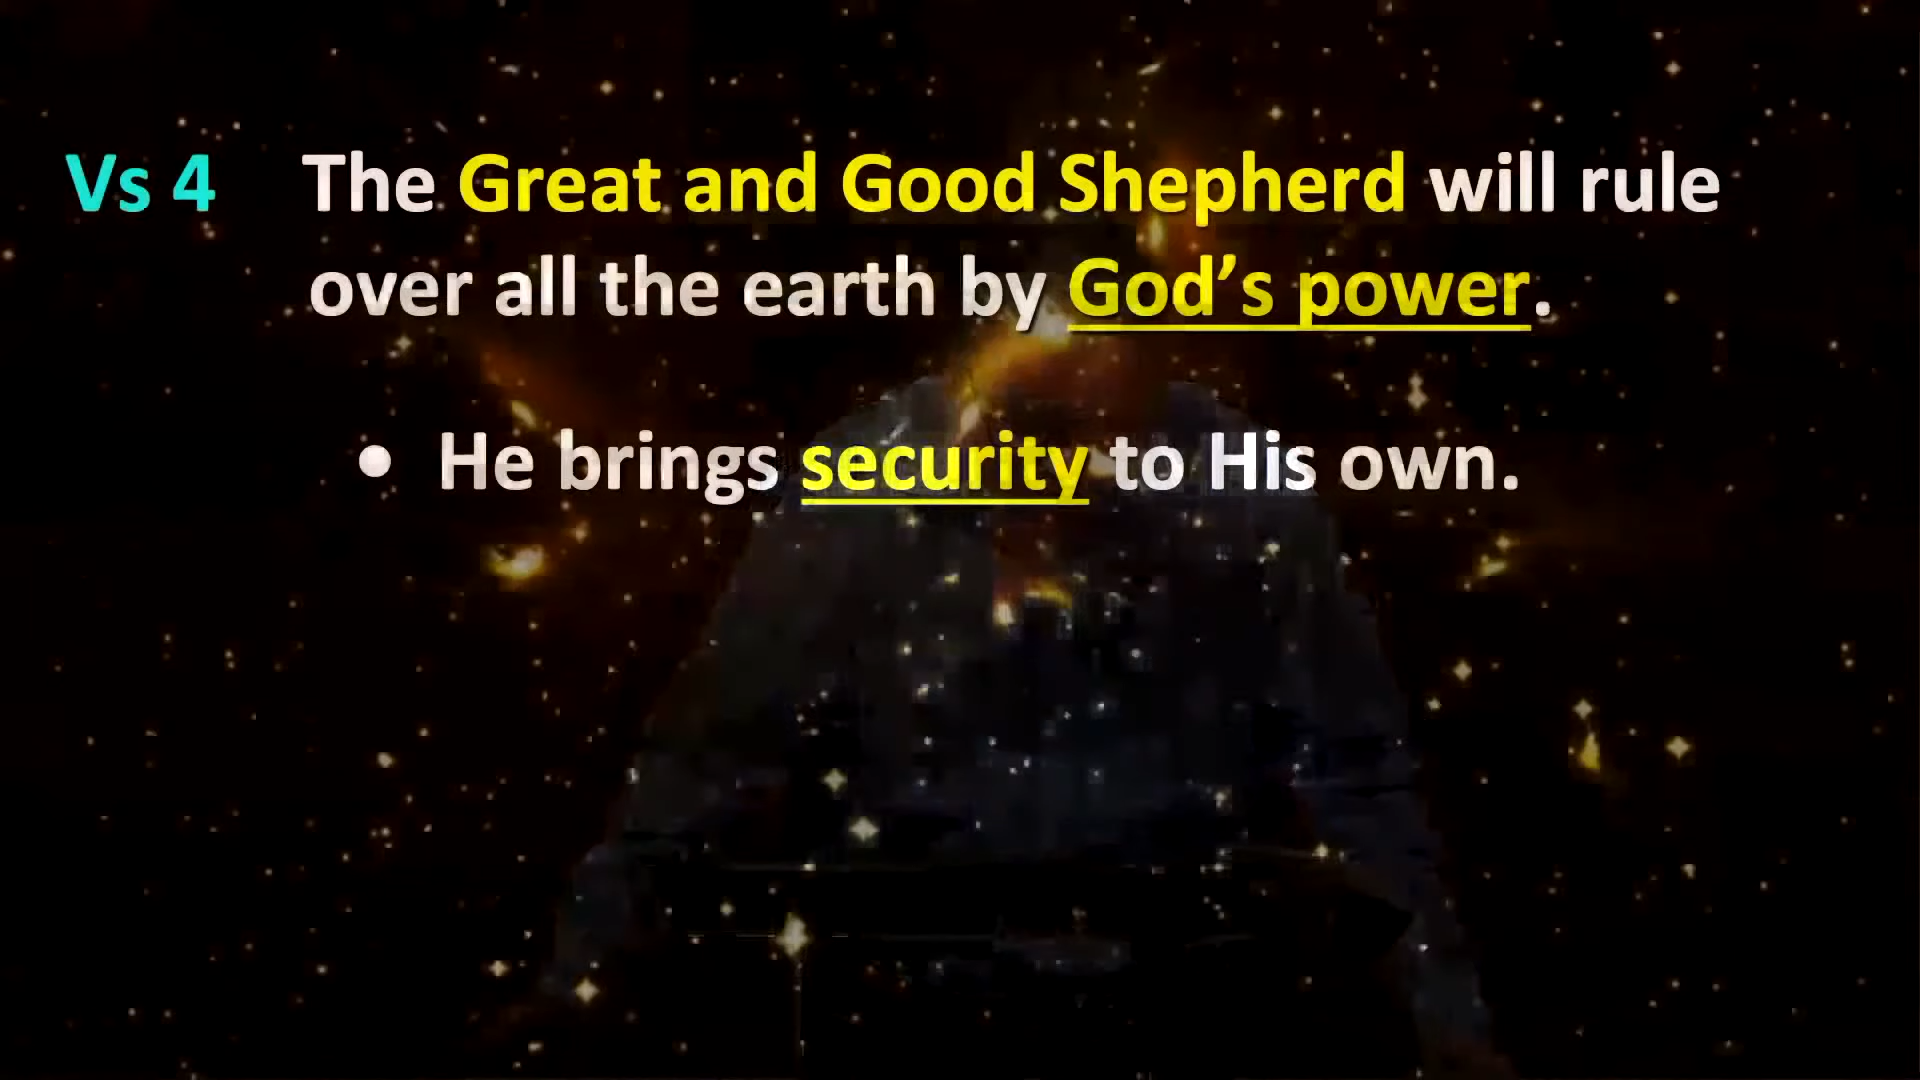 Vs 4 The Great and Good Shepherd will rule
over all the earth by God’s power.
• He brings security to His own.